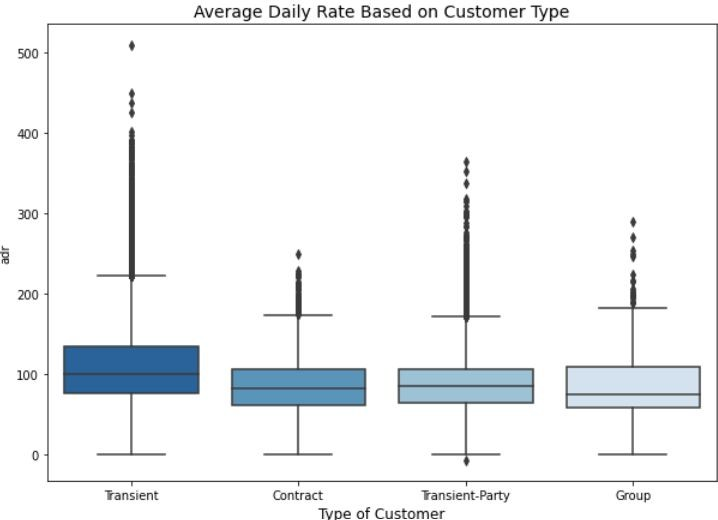 Average Daily Rate Based on Customer Type
500
400
300
200
100
0
adr
Transient Contract Transient-Party Group
Type of Customer